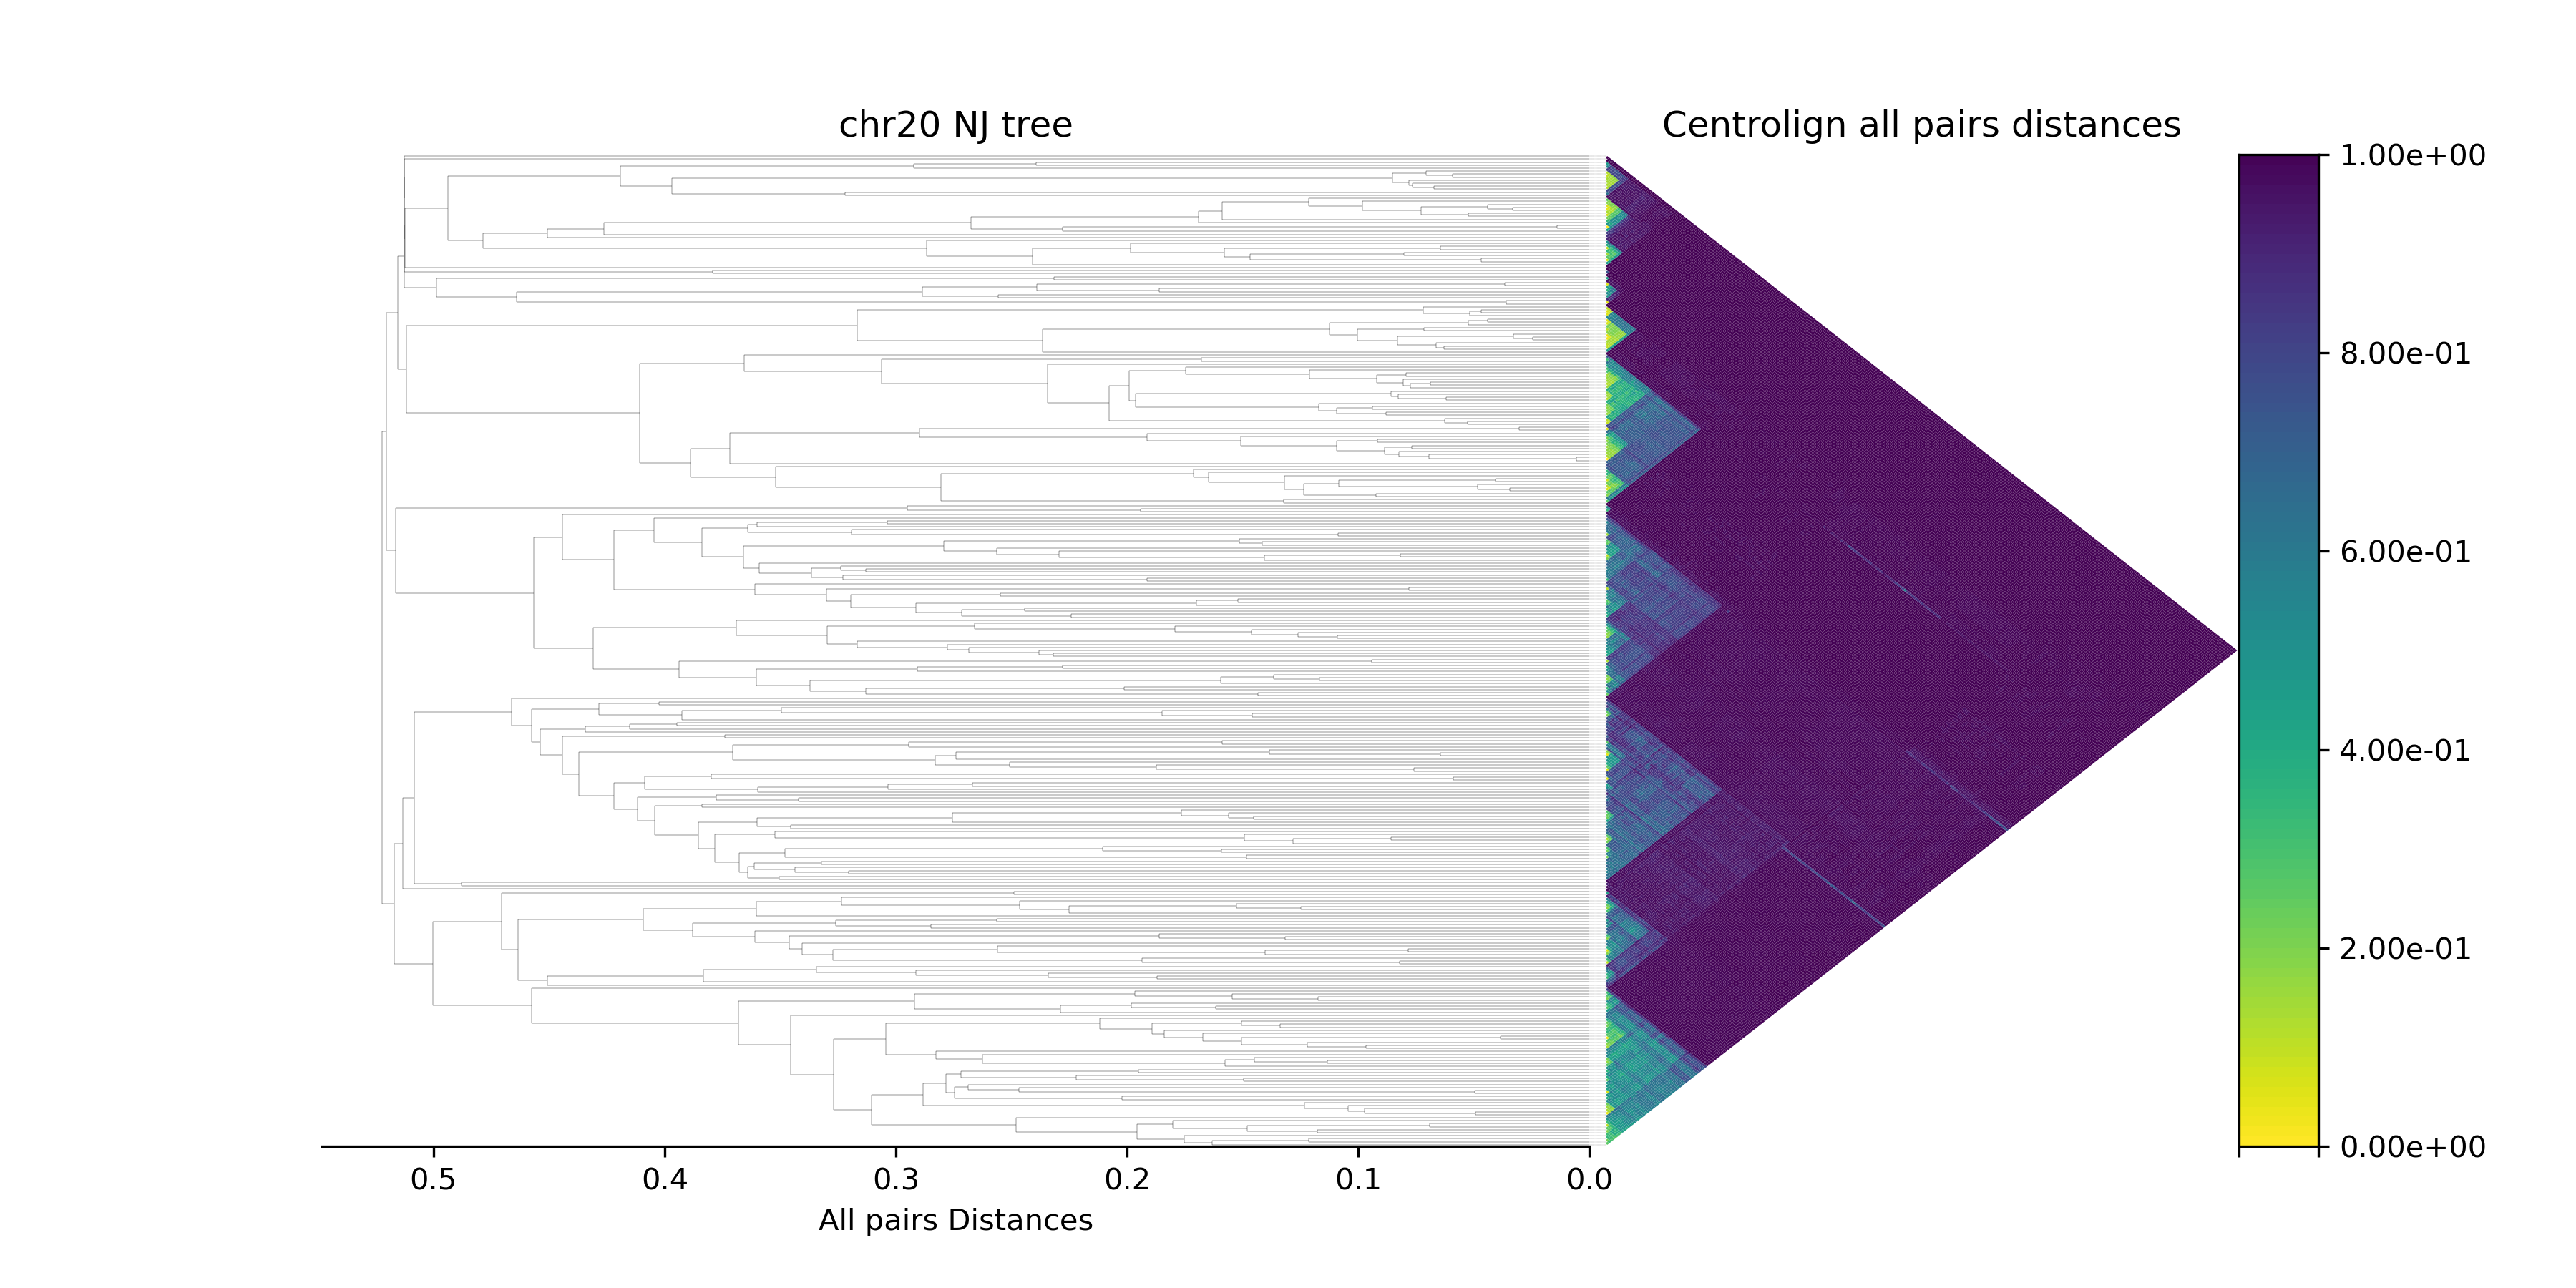 chr20 NJ tree
Centrolign all pairs distances
1.00e+00
8.00e-01
6.00e-01
4.00e-01
2.00e-01
0.00e+00
0.5 0.4 0.3 0.2 0.1 0.0
All pairs Distances